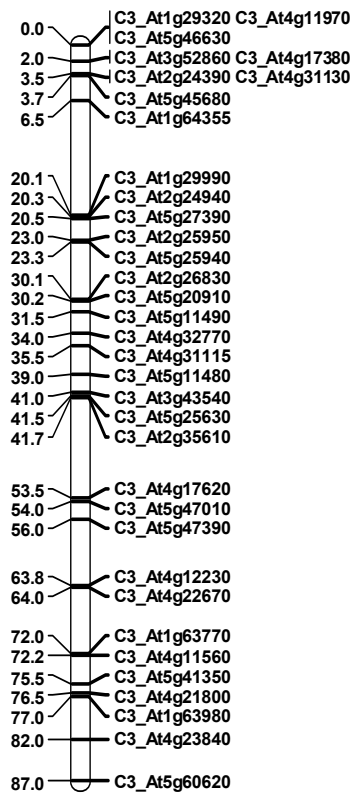 C3_At1g29320 C3_At4g11970
0.0 C3_At5g46630
2.0 C3_At3g52860 C3_At4g17380
3.5 C3_At2g24390 C3_At4g31130
3.7 C3_At5g45680
6.5 C3_At1g64355
20.1 C3_At1g29990
20.3 C3_At2g24940
20.5 C3_At5g27390
23.0 C3_At2g25950
23.3 C3_At5g25940
30.1 C3_At2g26830
30.2 C3_At5g20910
31.5 C3_At5g11490
34.0 C3_At4g32770
35.5 C3_At4g31115
39.0 C3_At5g11480
41.0 C3_At3g43540
41.5 C3_At5g25630
41.7 C3_At2g35610
53.5 C3_At4g17620
54.0 C3_At5g47010
56.0 C3_At5g47390
63.8 C3_At4g12230
64.0 C3_At4g22670
72.0 C3_At1g63770
72.2 C3_At4g11560
75.5 C3_At5g41350
76.5 C3_At4g21800
77.0 C3_At1g63980
82.0 C3_At4g23840
87.0 C3_At5g60620